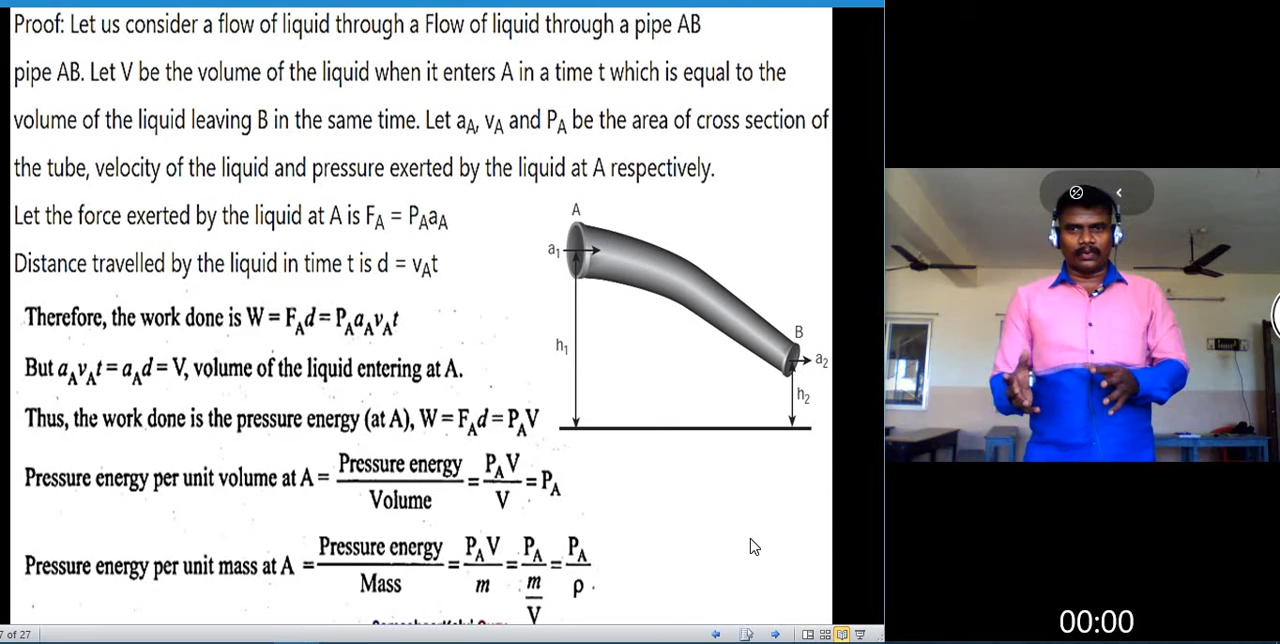 Proof: Let us consider a flow of liquid through a Flow of liquid through a pipe AB
pipe AB. Let V be the volume of the liquid when it enters A in a time t which is equal to the
volume of the liquid leaving B in the same time. Let aA, vA and PA be the area of cross section of
the tube, velocity of the liquid and pressure exerted by the liquid at A respectively.
Let the force exerted by the liquid at A is FA = PAaA
Distance travelled by the liquid in time t is d = vAt
Therefore, the work done is W = FAd = PAaAvAt
But aAvAt = aAd = V, volume of the liquid entering at A.
Thus, the work done is the pressure energy (at A), W = FAd = PAV
Pressure energy per unit volume at A = Pressure energy / Volume = PAV / V = PA
Pressure energy per unit mass at A = Pressure energy / Mass = PAV / m = PA / (m / V) = PA / ρ .
A
a1
h1
B
a2
h2
7 of 27
00:00